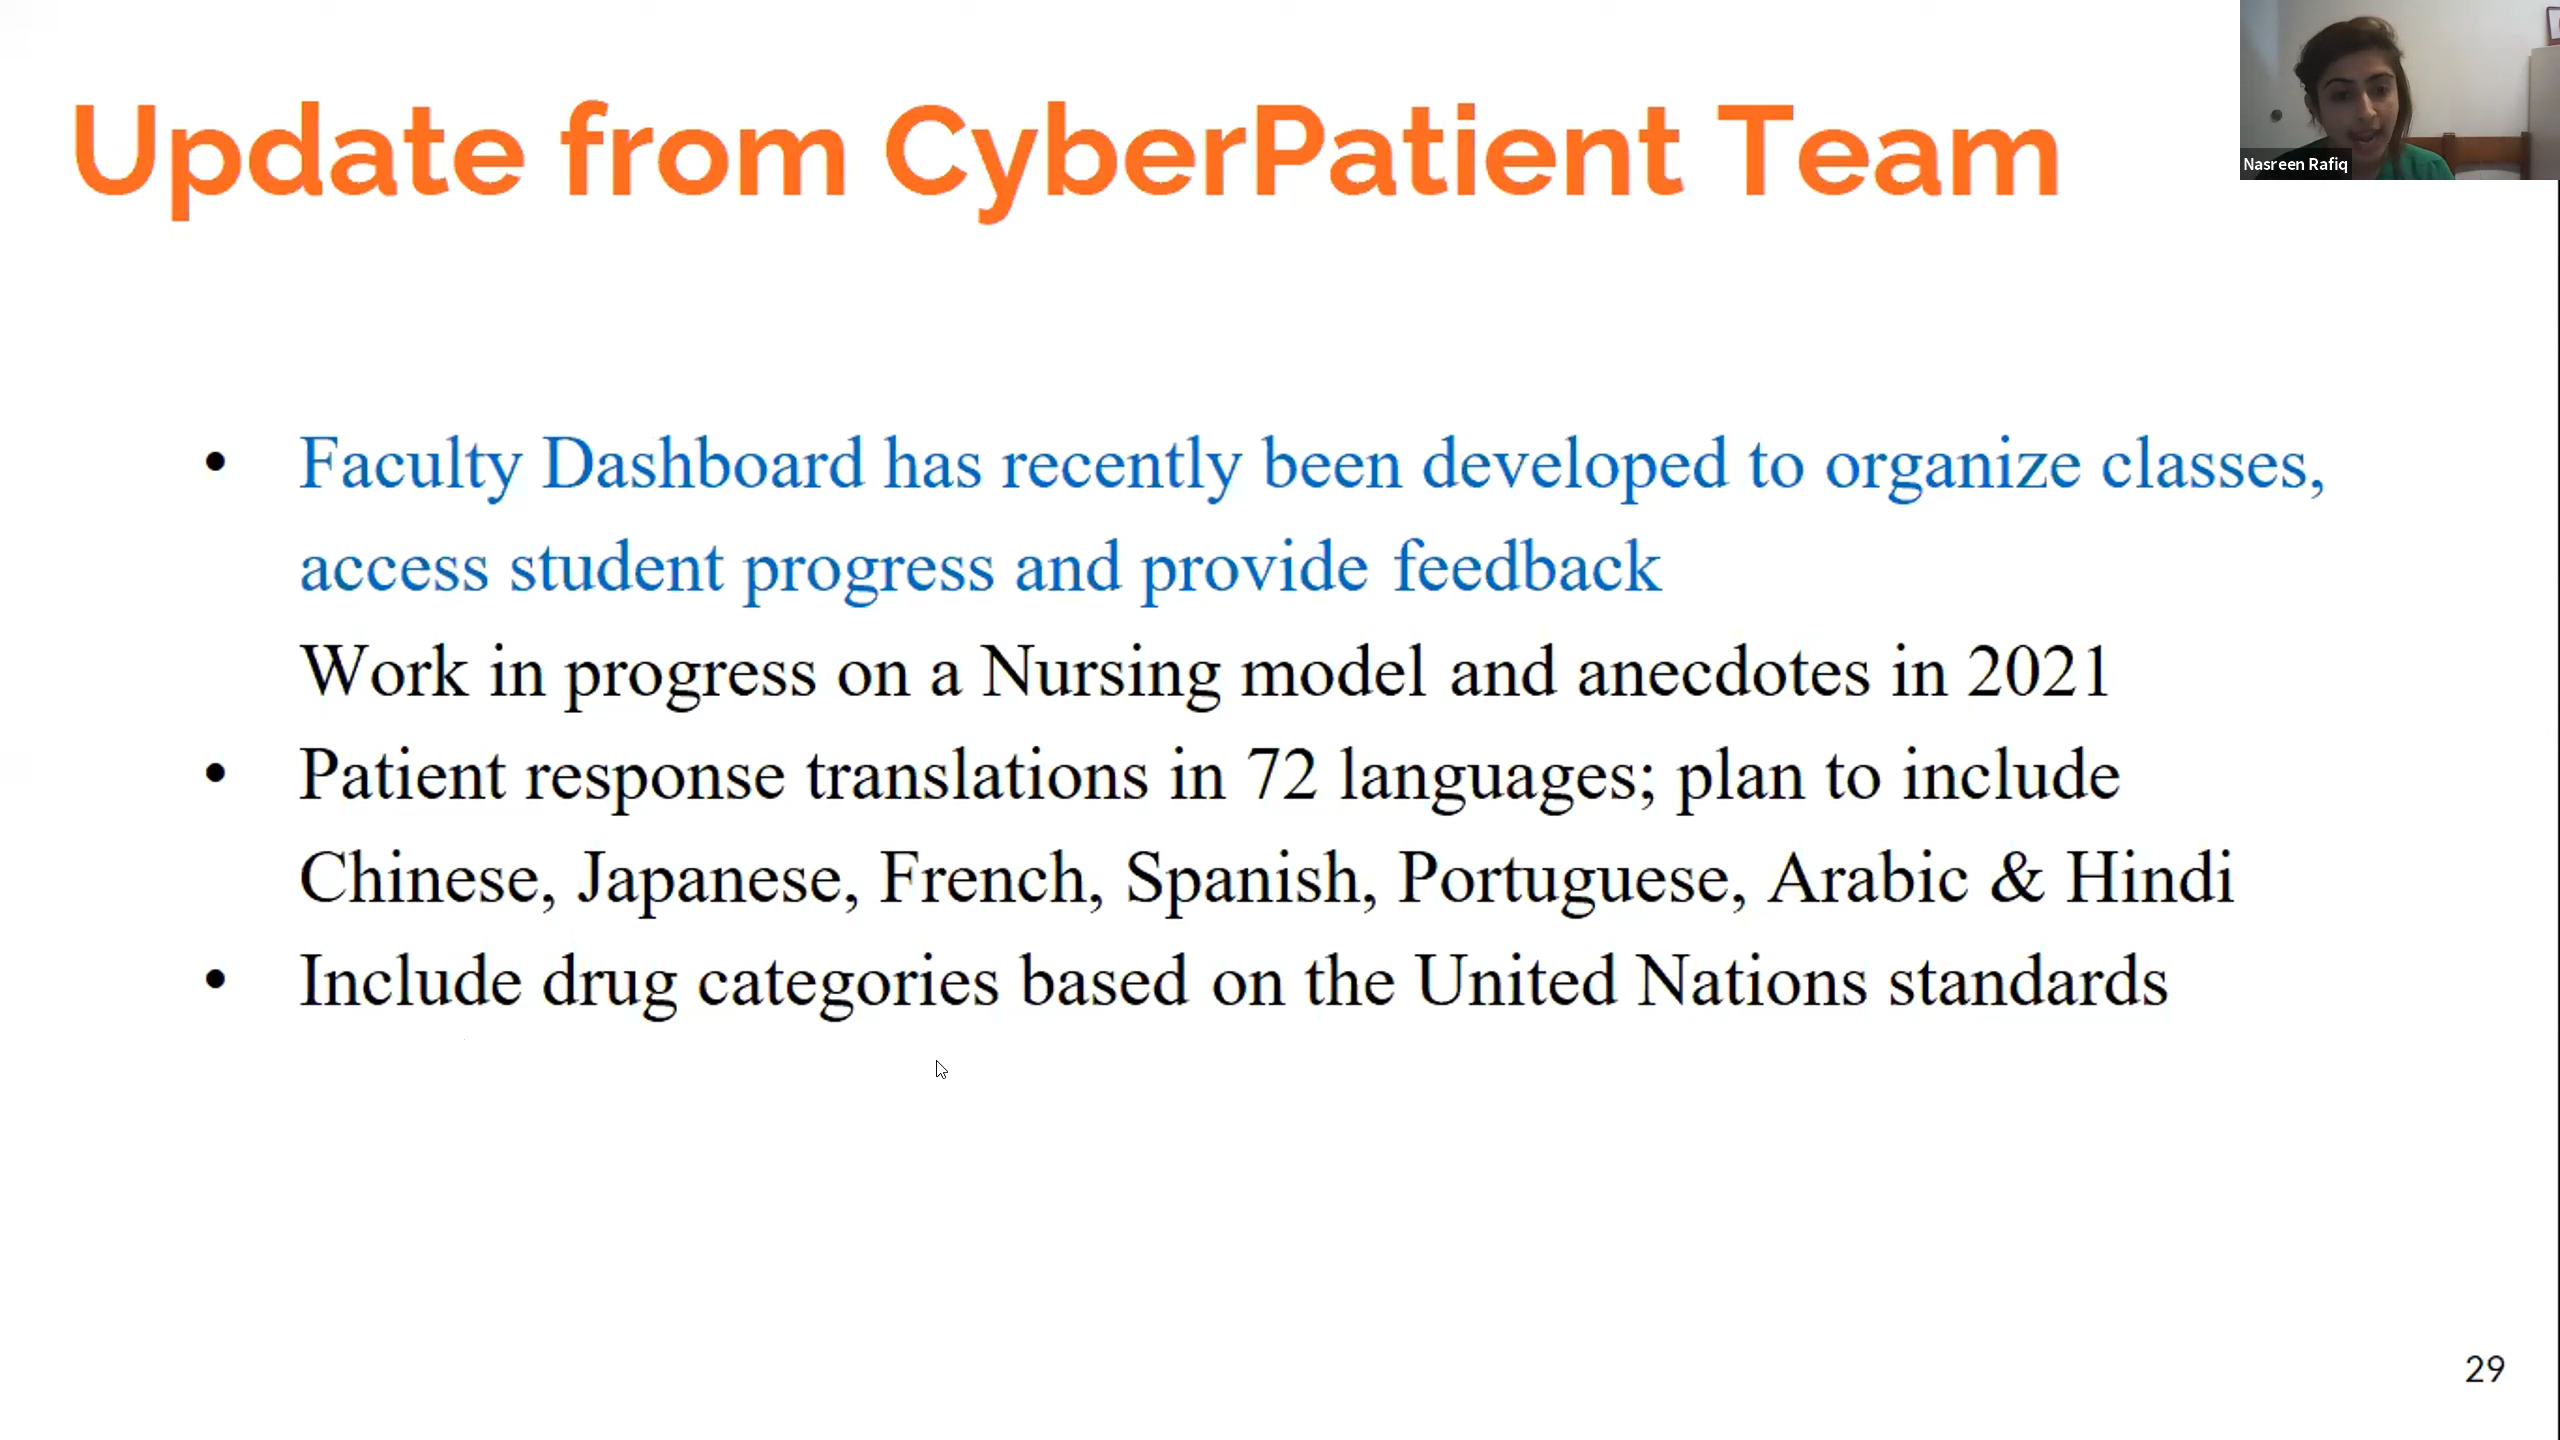 Update from CyberPatient Team
Nasreen Rafiq
• Faculty Dashboard has recently been developed to organize classes,
access student progress and provide feedback
Work in progress on a Nursing model and anecdotes in 2021
• Patient response translations in 72 languages; plan to include
Chinese, Japanese, French, Spanish, Portuguese, Arabic & Hindi
• Include drug categories based on the United Nations standards
29